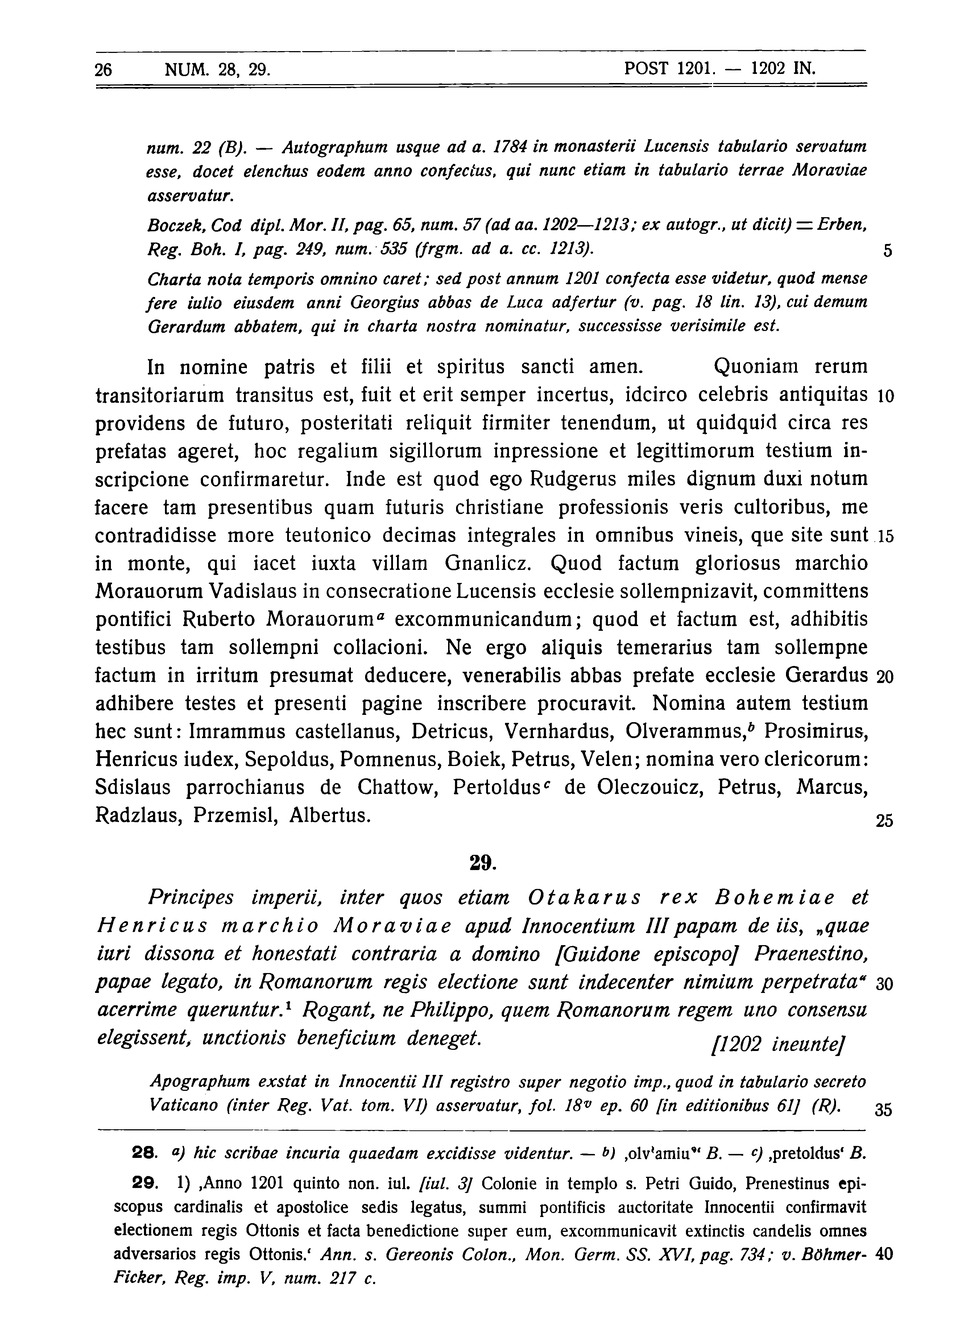 26 NUM. 28, 29. POST 1201. — 1202 IN.
num. 22 (B). — Autographum usque ad a. 1784 in monasterii Lucensis tabulario servatum
esse, docet elenchus eodem anno confectus, qui nunc etiam in tabulario terrae Moraviae
asservatur.
Boczek, Cod dipl. Mor. II, pag. 65, num. 57 (ad aa. 1202—1213; ex autogr., ut dicit) = Erben,
Reg. Boh. I, pag. 249, num. 535 (frgm. ad a. cc. 1213). 5
Charta nota temporis omnino caret; sed post annum 1201 confecta esse videtur, quod mense
fere iulio eiusdem anni Georgius abbas de Luca adfertur (v. pag. 18 lin. 13), cui demum
Gerardum abbatem, qui in charta nostra nominatur, successisse verisimile est.
In nomine patris et filii et spiritus sancti amen. Quoniam rerum
transitoriarum transitus est, fuit et erit semper incertus, idcirco celebris antiquitas 10
providens de futuro, posteritati reliquit firmiter tenendum, ut quidquid circa res
prefatas ageret, hoc regalium sigillorum inpressione et legittimorum testium in-
scripcione confirmaretur. Inde est quod ego Rudgerus miles dignum duxi notum
facere tam presentibus quam futuris christiane professionis veris cultoribus, me
contradidisse more teutonico decimas integrales in omnibus vineis, que site sunt 15
in monte, qui iacet iuxta villam Gnanlicz. Quod factum gloriosus marchio
Morauorum Vadislaus in consecratione Lucensis ecclesie sollempnizavit, committens
pontifici Ruberto Morauorumᵃ excommunicandum; quod et factum est, adhibitis
testibus tam sollempni collacioni. Ne ergo aliquis temerarius tam sollempne
factum in irritum presumat deducere, venerabilis abbas prefate ecclesie Gerardus 20
adhibere testes et presenti pagine inscribere procuravit. Nomina autem testium
hec sunt: Imrammus castellanus, Detricus, Vernhardus, Olverammus,ᵇ Prosimirus,
Henricus iudex, Sepoldus, Pomnenus, Boiek, Petrus, Velen; nomina vero clericorum:
Sdislaus parrochianus de Chattow, Pertoldusᶜ de Oleczouicz, Petrus, Marcus,
Radzlaus, Przemisl, Albertus. 25
29.
Principes imperii, inter quos etiam Otakarus rex Bohemiae et
Henricus marchio Moraviae apud Innocentium III papam de iis, „quae
iuri dissona et honestati contraria a domino [Guidone episcopo] Praenestino,
papae legato, in Romanorum regis electione sunt indecenter nimium perpetrata“ 30
acerrime queruntur.¹ Rogant, ne Philippo, quem Romanorum regem uno consensu
elegissent, unctionis beneficium deneget. [1202 ineunte]
Apographum exstat in Innocentii III registro super negotio imp., quod in tabulario secreto
Vaticano (inter Reg. Vat. tom. VI) asservatur, fol. 18ᵛ ep. 60 [in editionibus 61] (R). 35
28. a) hic scribae incuria quaedam excidisse videntur. — b) ‚olv'amiu⁹‘ B. — c) ‚pretoldus‘ B.
29. 1) ‚Anno 1201 quinto non. iul. [iul. 3] Colonie in templo s. Petri Guido, Prenestinus epi-
scopus cardinalis et apostolice sedis legatus, summi pontificis auctoritate Innocentii confirmavit
electionem regis Ottonis et facta benedictione super eum, excommunicavit extinctis candelis omnes
adversarios regis Ottonis.‘ Ann. s. Gereonis Colon., Mon. Germ. SS. XVI, pag. 734; v. Böhmer- 40
Ficker, Reg. imp. V, num. 217 c.